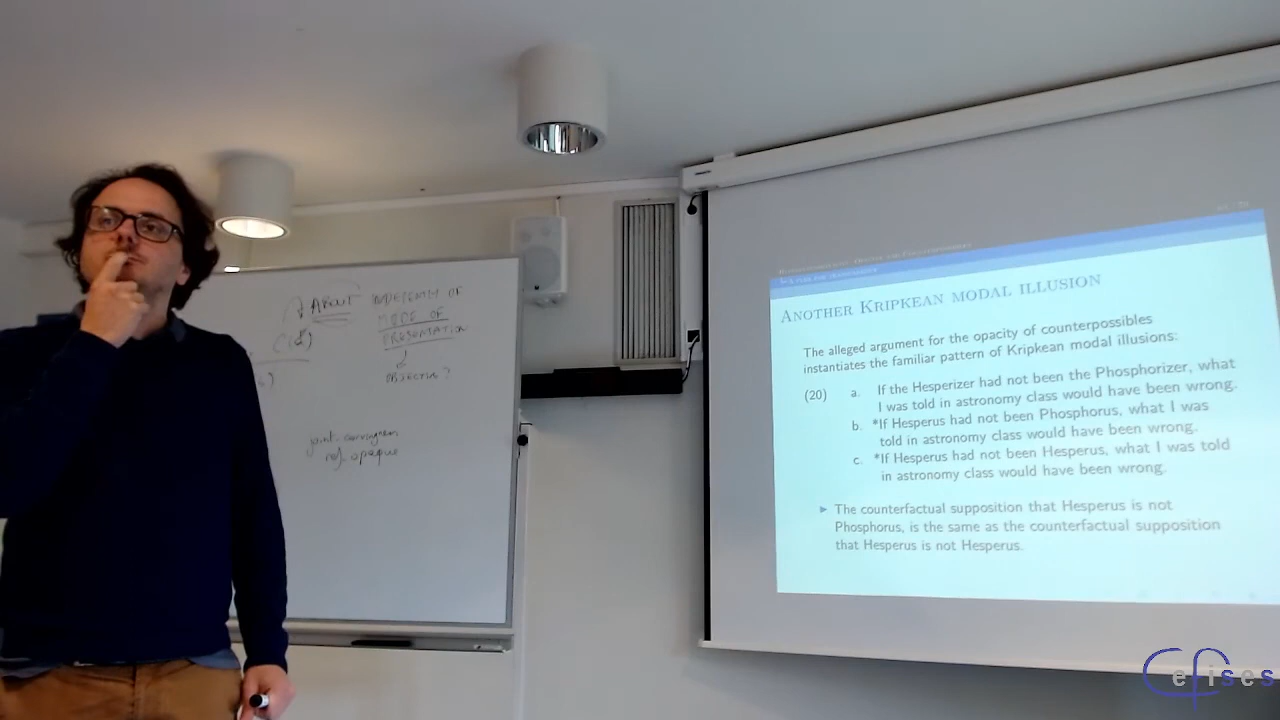 ABOUT INDEPENDENTLY OF
MODE OF
PRESENTATION
OBJECTUAL?
ref. opaque
ANOTHER KRIPKEAN MODAL ILLUSION
The alleged argument for the opacity of counterpossibles
instantiates the familiar pattern of Kripkean modal illusions:
(20) a. If the Hesperizer had not been the Phosphorizer, what
I was told in astronomy class would have been wrong.
b. *If Hesperus had not been Phosphorus, what I was
told in astronomy class would have been wrong.
c. *If Hesperus had not been Hesperus, what I was told
in astronomy class would have been wrong.
▶ The counterfactual supposition that Hesperus is not
Phosphorus, is the same as the counterfactual supposition
that Hesperus is not Hesperus.
Cefises